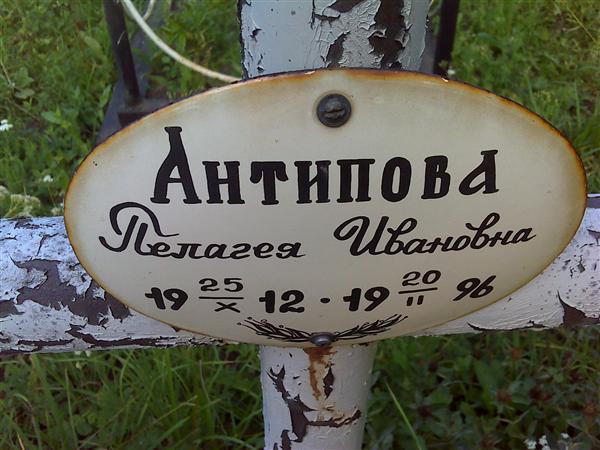 Антипова
Пелагея Ивановна
19 25/X 12 · 19 20/II 96